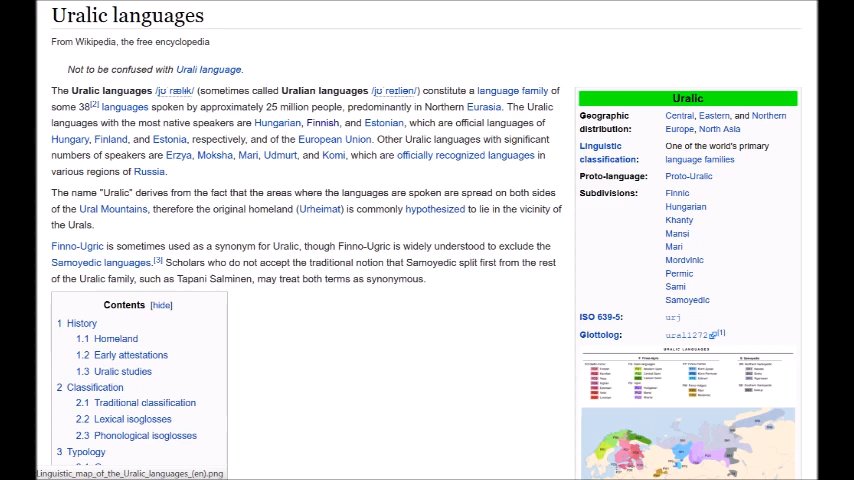 Uralic languages
From Wikipedia, the free encyclopedia
Not to be confused with Urali language.
The Uralic languages /jʊˈrælɪk/ (sometimes called Uralian languages /jʊˈreɪliən/) constitute a language family of
some 38[2] languages spoken by approximately 25 million people, predominantly in Northern Eurasia. The Uralic
languages with the most native speakers are Hungarian, Finnish, and Estonian, which are official languages of
Hungary, Finland, and Estonia, respectively, and of the European Union. Other Uralic languages with significant
numbers of speakers are Erzya, Moksha, Mari, Udmurt, and Komi, which are officially recognized languages in
various regions of Russia.
The name "Uralic" derives from the fact that the areas where the languages are spoken are spread on both sides
of the Ural Mountains, therefore the original homeland (Urheimat) is commonly hypothesized to lie in the vicinity of
the Urals.
Finno-Ugric is sometimes used as a synonym for Uralic, though Finno-Ugric is widely understood to exclude the
Samoyedic languages.[3] Scholars who do not accept the traditional notion that Samoyedic split first from the rest
of the Uralic family, such as Tapani Salminen, may treat both terms as synonymous.
Contents [hide]
1 History
1.1 Homeland
1.2 Early attestations
1.3 Uralic studies
2 Classification
2.1 Traditional classification
2.2 Lexical isoglosses
2.3 Phonological isoglosses
3 Typology
Linguistic_map_of_the_Uralic_languages_(en).png
Uralic
Geographic distribution: Central, Eastern, and Northern
Europe, North Asia
Linguistic classification: One of the world's primary
language families
Proto-language: Proto-Uralic
Subdivisions: Finnic
Hungarian
Khanty
Mansi
Mari
Mordvinic
Permic
Sami
Samoyedic
ISO 639-5: urj
Glottolog: ural1272[1]
URALIC LANGUAGES